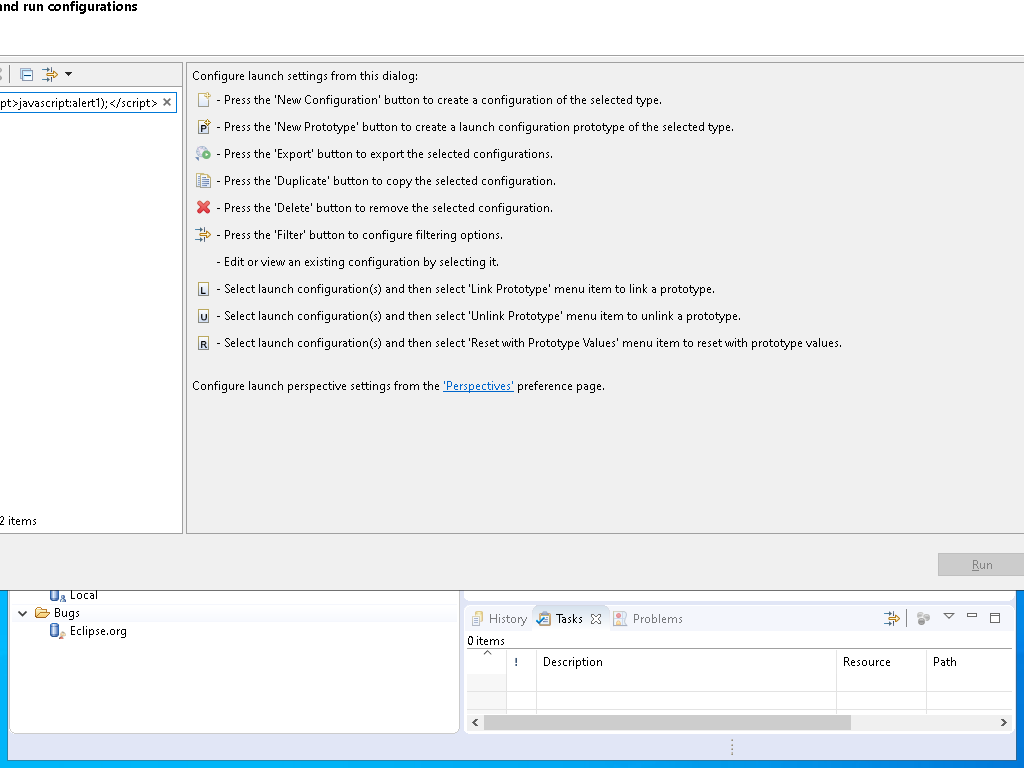 and run configurations
pt>javascript:alert1);</script>
Configure launch settings from this dialog:
P - Press the 'New Configuration' button to create a configuration of the selected type.
- Press the 'New Prototype' button to create a launch configuration prototype of the selected type.
- Press the 'Export' button to export the selected configurations.
- Press the 'Duplicate' button to copy the selected configuration.
- Press the 'Delete' button to remove the selected configuration.
- Press the 'Filter' button to configure filtering options.
- Edit or view an existing configuration by selecting it.
L - Select launch configuration(s) and then select 'Link Prototype' menu item to link a prototype.
U - Select launch configuration(s) and then select 'Unlink Prototype' menu item to unlink a prototype.
R - Select launch configuration(s) and then select 'Reset with Prototype Values' menu item to reset with prototype values.
Configure launch perspective settings from the 'Perspectives' preference page.
2 items
Run
Local
Bugs
Eclipse.org
History Tasks Problems
0 items
! Description Resource Path